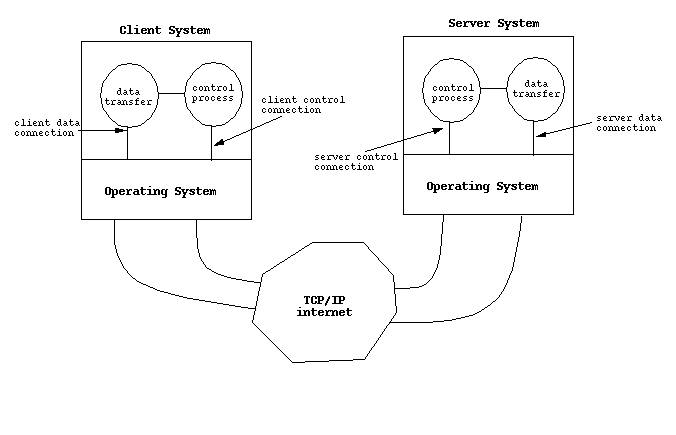 Client System
Server System
data
transfer
control
process
control
process
data
transfer
client data
connection
client control
connection
server control
connection
server data
connection
Operating System
Operating System
TCP/IP
internet